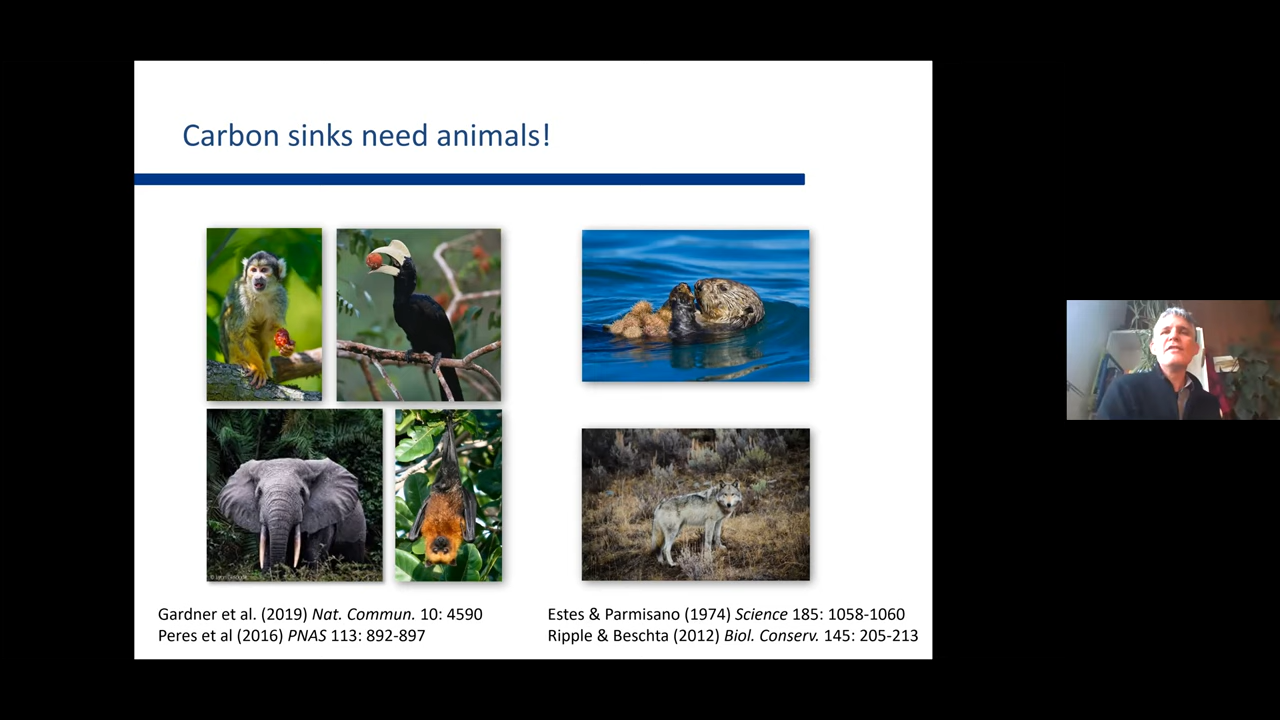 Carbon sinks need animals!
Gardner et al. (2019) Nat. Commun. 10: 4590
Peres et al (2016) PNAS 113: 892-897
Estes & Parmisano (1974) Science 185: 1058-1060
Ripple & Beschta (2012) Biol. Conserv. 145: 205-213